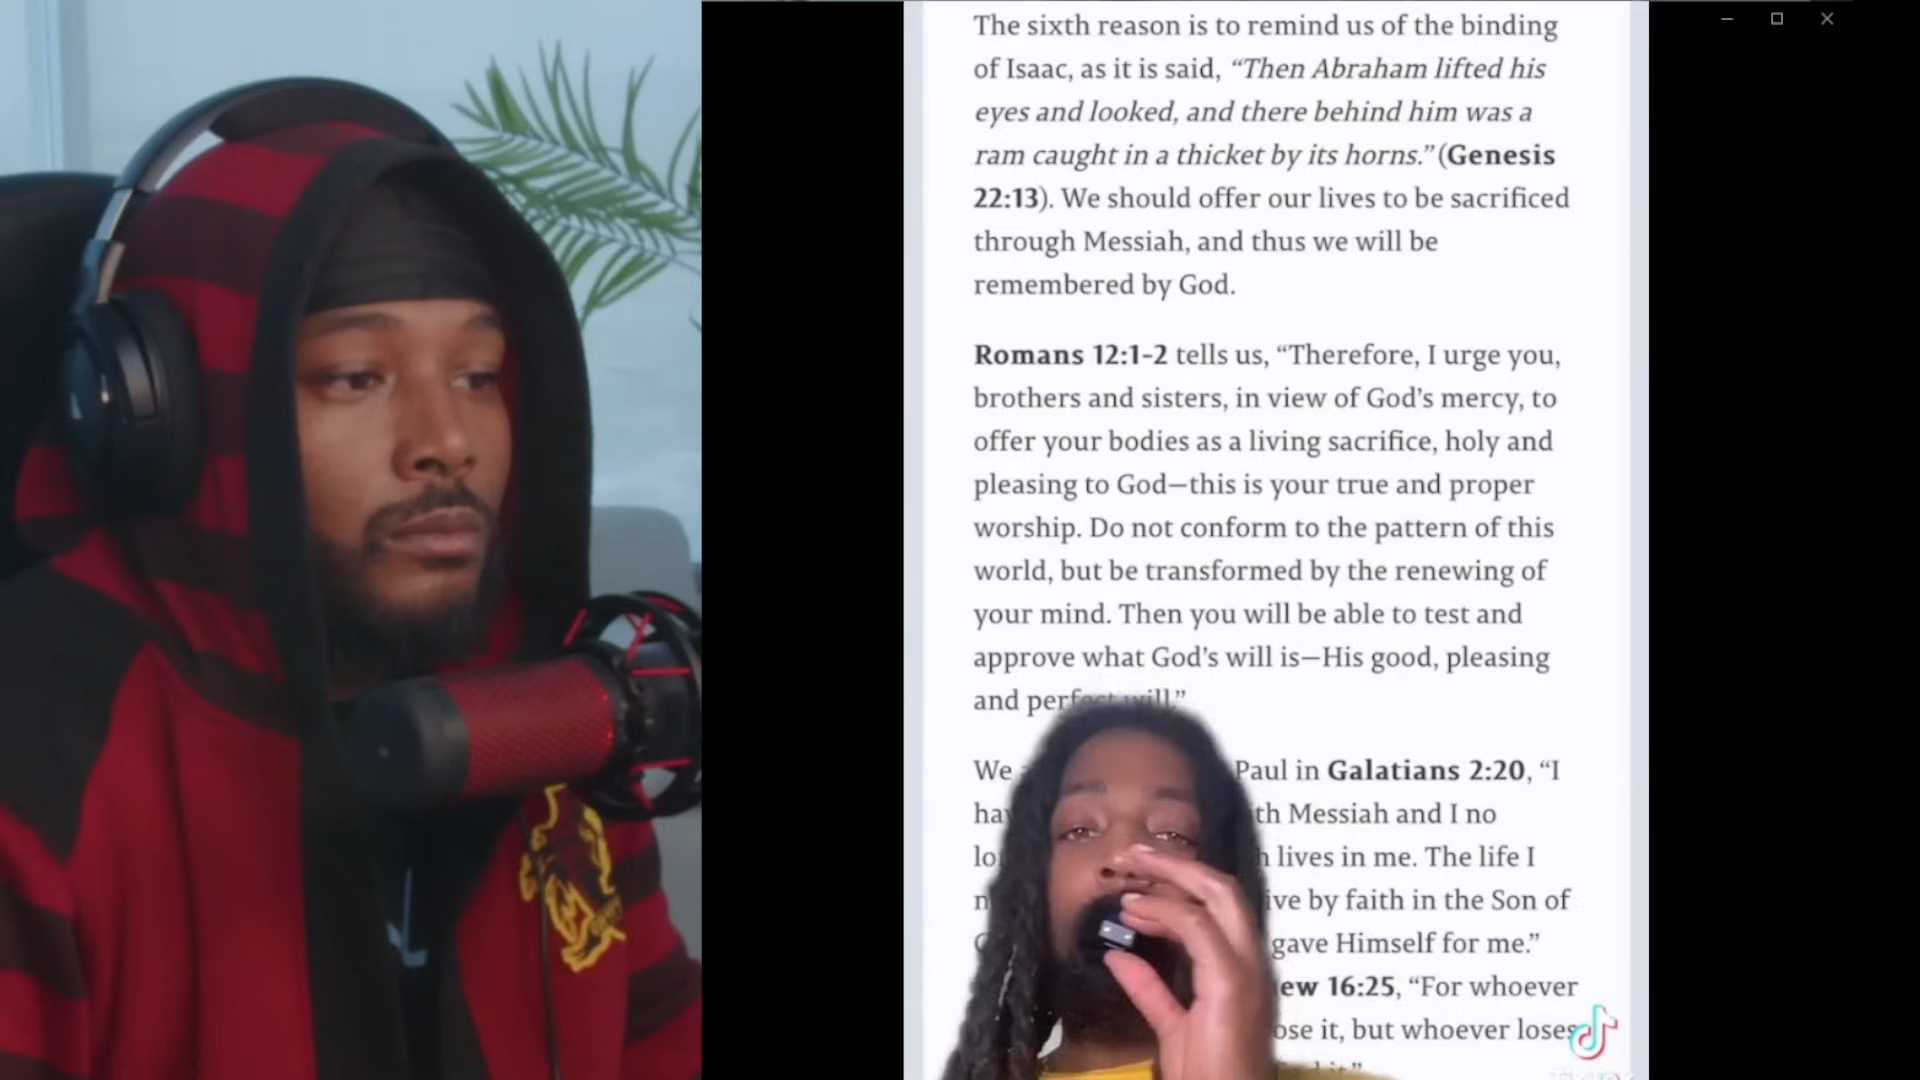 The sixth reason is to remind us of the binding
of Isaac, as it is said, “Then Abraham lifted his
eyes and looked, and there behind him was a
ram caught in a thicket by its horns.” (Genesis
22:13). We should offer our lives to be sacrificed
through Messiah, and thus we will be
remembered by God.
Romans 12:1-2 tells us, “Therefore, I urge you,
brothers and sisters, in view of God’s mercy, to
offer your bodies as a living sacrifice, holy and
pleasing to God—this is your true and proper
worship. Do not conform to the pattern of this
world, but be transformed by the renewing of
your mind. Then you will be able to test and
approve what God’s will is—His good, pleasing
and perfect will.”
We Paul in Galatians 2:20, “I
Messiah and I no
lives in me. The life I
by faith in the Son of
gave Himself for me.”
16:25, “For whoever
it, but whoever loses